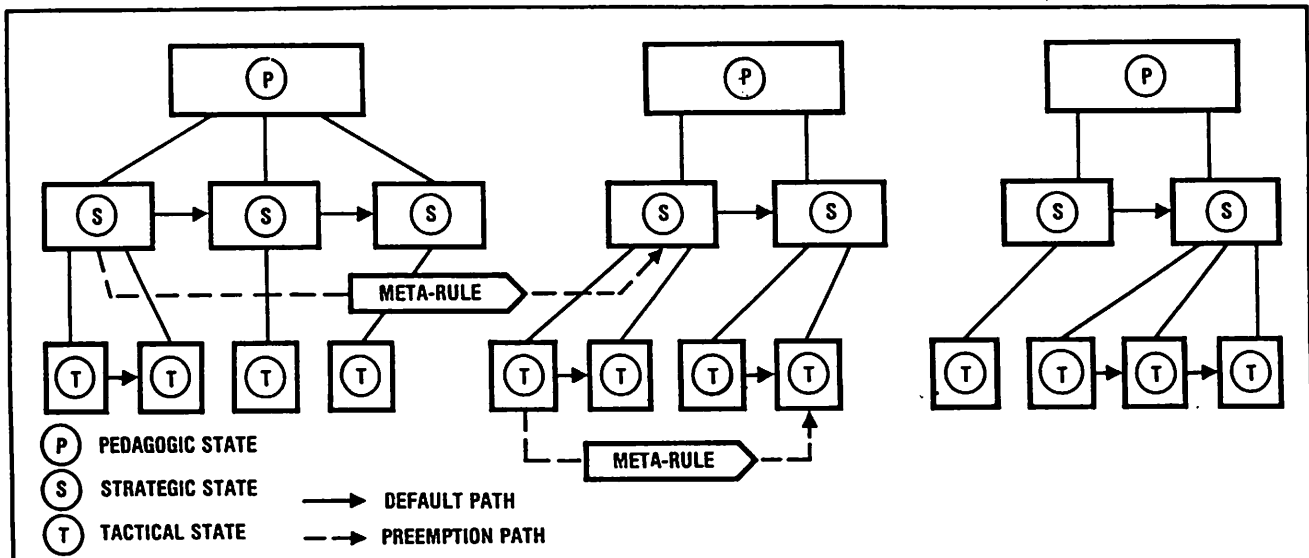 P P P
S S S S S S S
META-RULE
T T T T T T T T T T T T
META-RULE
P PEDAGOGIC STATE
S STRATEGIC STATE
T TACTICAL STATE
DEFAULT PATH
PREEMPTION PATH